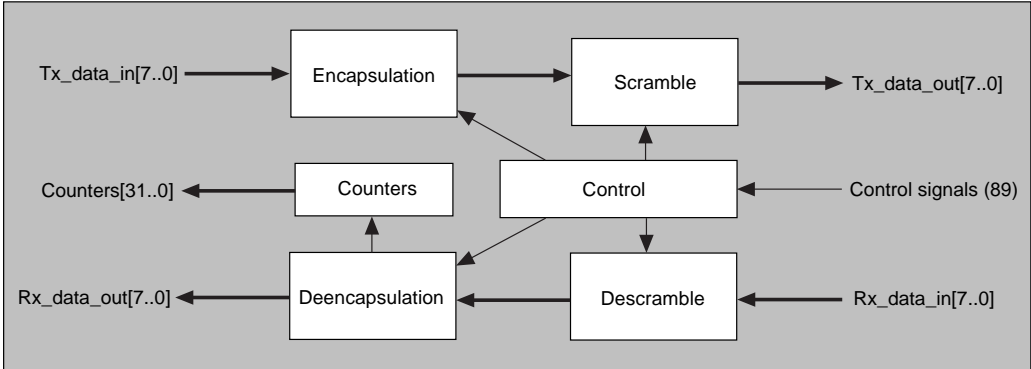 Tx_data_in[7..0]
Encapsulation
Scramble
Tx_data_out[7..0]
Counters[31..0]
Counters
Control
Control signals (89)
Rx_data_out[7..0]
Deencapsulation
Descramble
Rx_data_in[7..0]